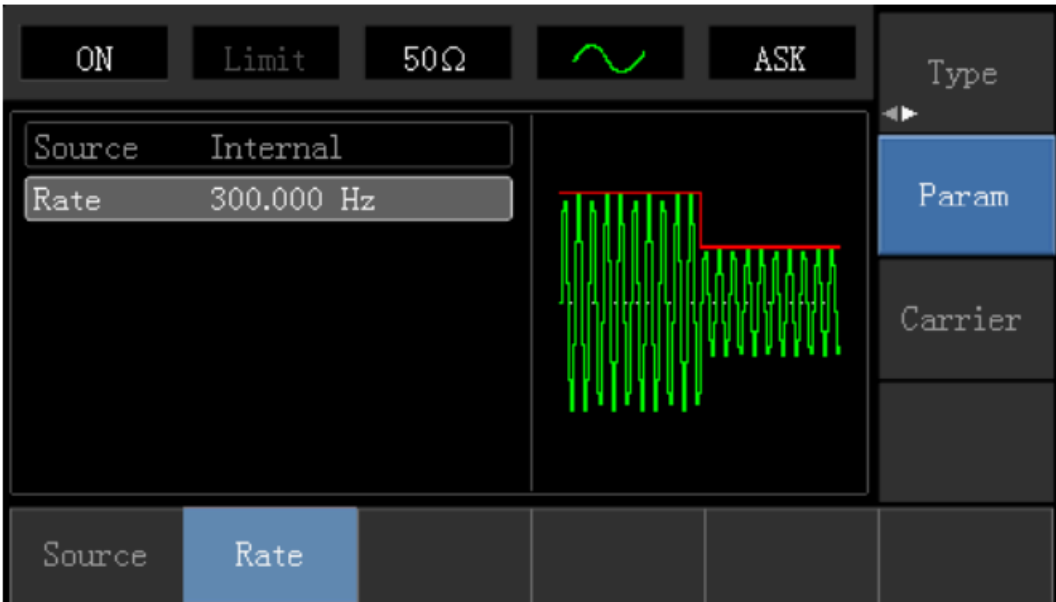 ON Limit 50Ω ASK
Type
Source Internal
Rate 300.000 Hz
Param
Carrier
Source Rate